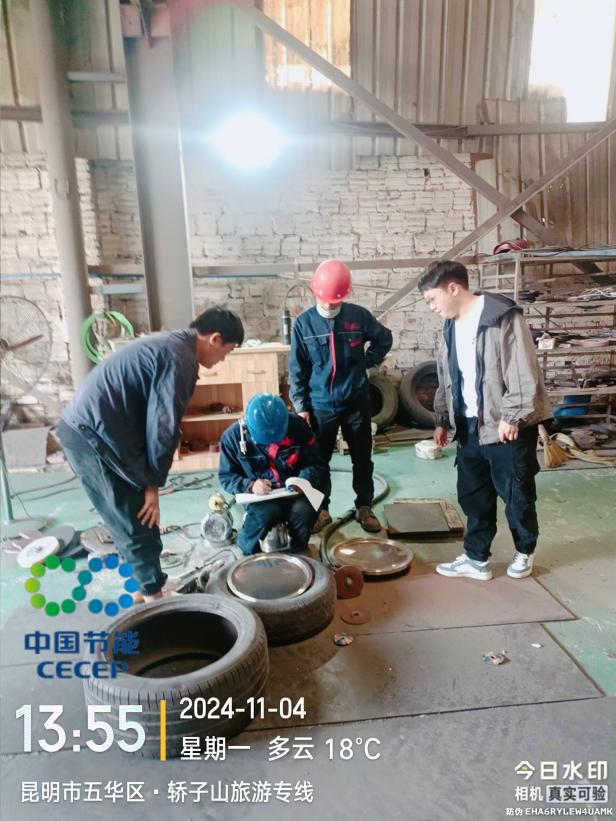 中国节能
CECEP
13:55
2024-11-04
星期一 多云 18℃
昆明市五华区·轿子山旅游专线
今日水印
相机 真实可验
防伪 EHA6RYLEW4UAMK